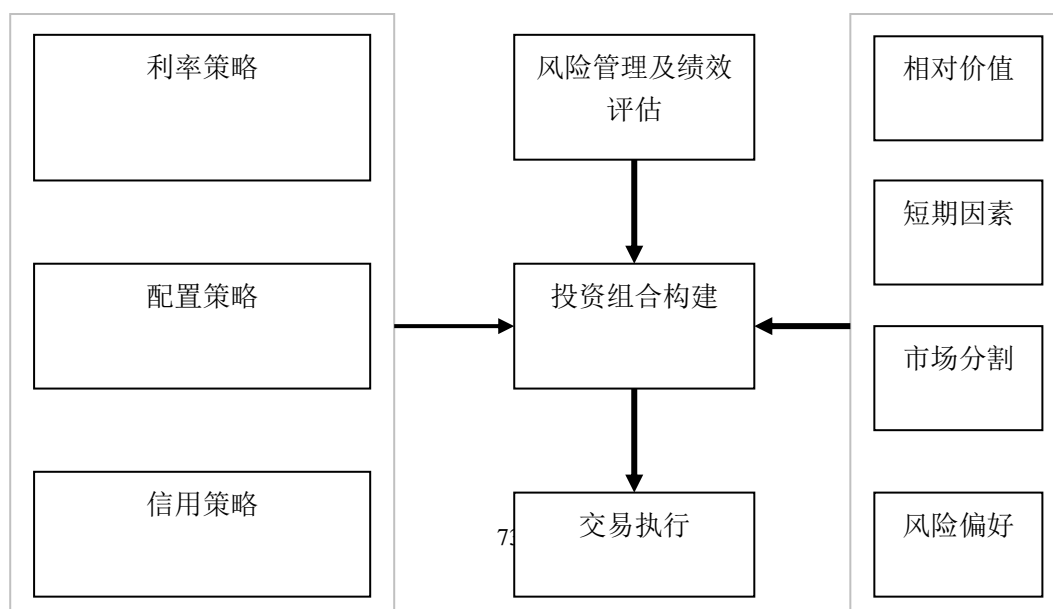 利率策略
配置策略
信用策略
风险管理及绩效
评估
投资组合构建
交易执行
相对价值
短期因素
市场分割
风险偏好